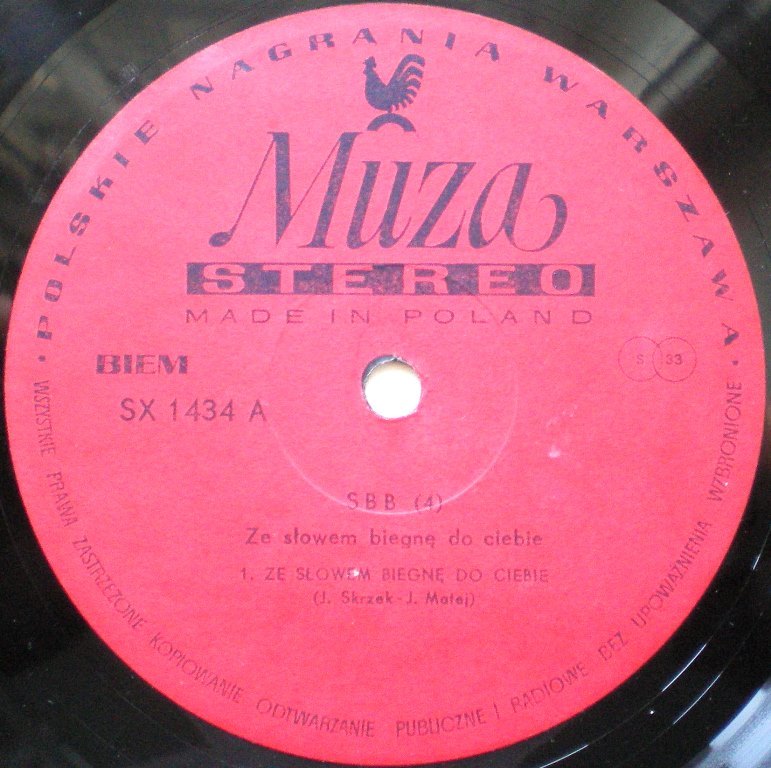 • POLSKIE NAGRANIA WARSZAWA •
Muza
STEREO
MADE IN POLAND
BIEM
S 33
SX 1434 A
SBB (4)
Ze słowem biegnę do ciebie
1. ZE SŁOWEM BIEGNĘ DO CIEBIE
(J. Skrzek - J. Matej)
WSZYSTKIE PRAWA ZASTRZEŻONE KOPIOWANIE ODTWARZANIE PUBLICZNE I RADIOWE BEZ UPOWAŻNIENIA WZBRONIONE